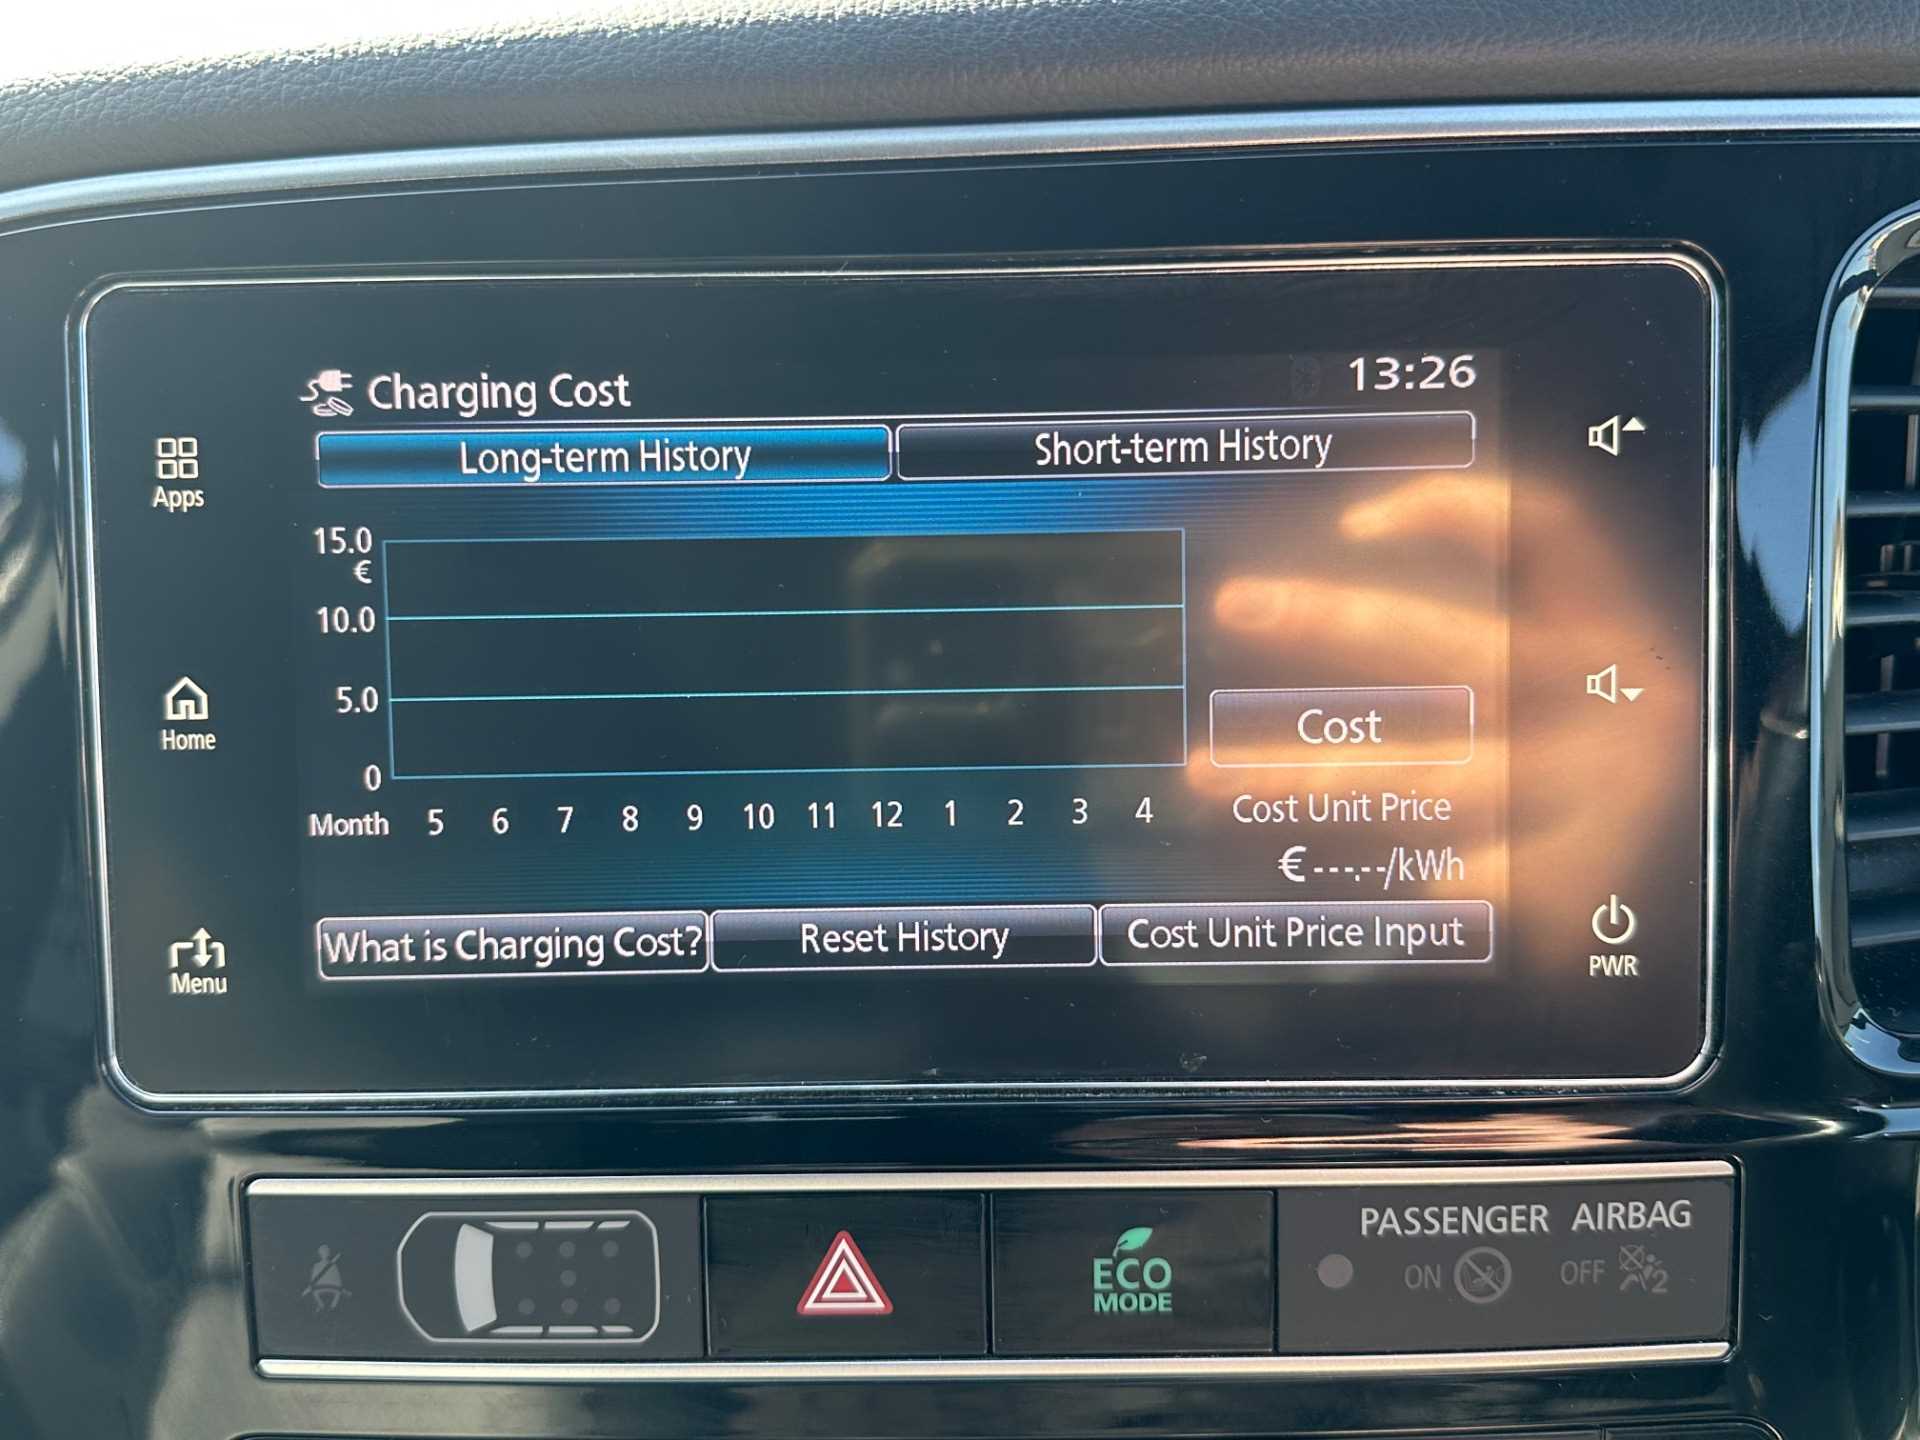 Charging Cost
13:26
Long-term History
Short-term History
Apps
15.0
€
10.0
5.0
0
Home
Cost
Month 5 6 7 8 9 10 11 12 1 2 3 4
Cost Unit Price
€---.--/kWh
What is Charging Cost?
Reset History
Cost Unit Price Input
Menu
PWR
ECO
MODE
PASSENGER AIRBAG
ON
OFF
2